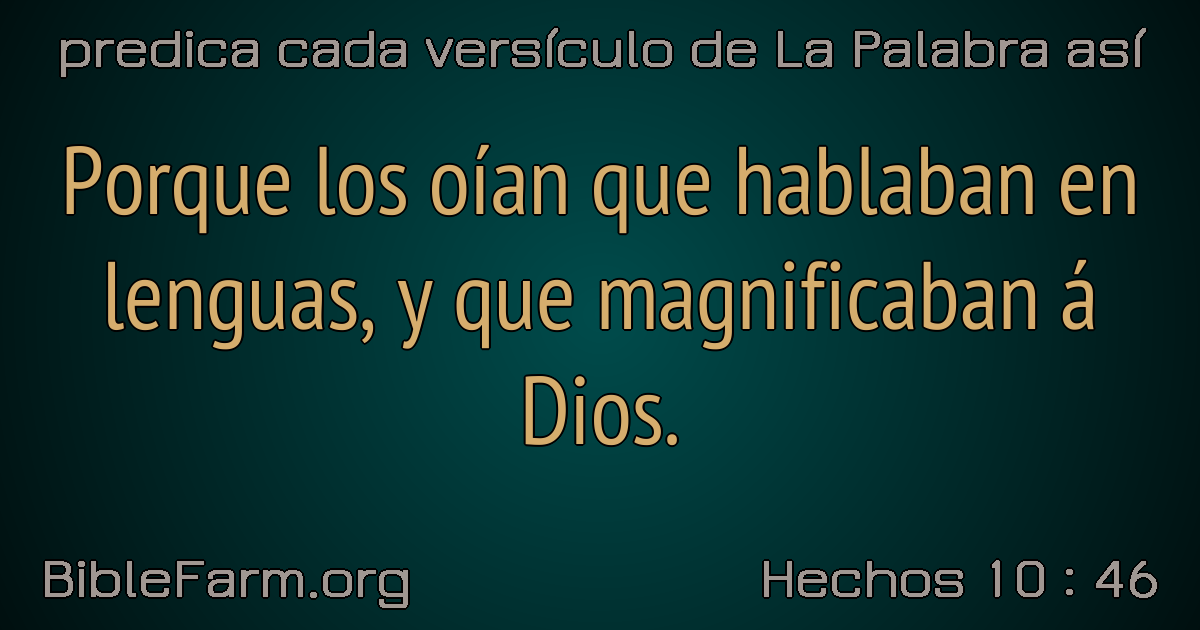 predica cada versículo de La Palabra así
Porque los oían que hablaban en
lenguas, y que magnificaban á
Dios.
BibleFarm.org
Hechos 10 : 46